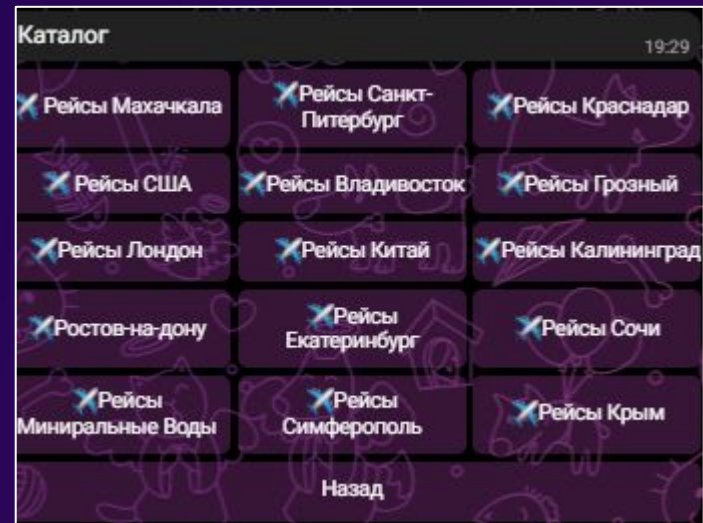 Каталог
19:29
✈️Рейсы Махачкала
✈️Рейсы Санкт-
Питербург
✈️Рейсы Краснадар
✈️Рейсы США
✈️Рейсы Владивосток
✈️Рейсы Грозный
✈️Рейсы Лондон
✈️Рейсы Китай
✈️Рейсы Калининград
✈️Ростов-на-дону
✈️Рейсы
Екатеринбург
✈️Рейсы Сочи
✈️Рейсы
Миниральные Воды
✈️Рейсы
Симферополь
✈️Рейсы Крым
Назад